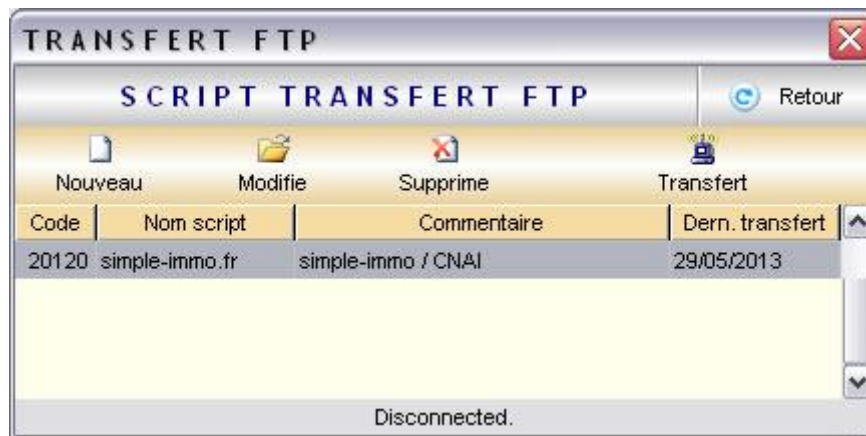 TRANSFERT FTP
SCRIPT TRANSFERT FTP Retour
Nouveau Modifie Supprime Transfert
Code Nom script Commentaire Dern. transfert
20120 simple-immo.fr simple-immo / CNAI 29/05/2013
Disconnected.